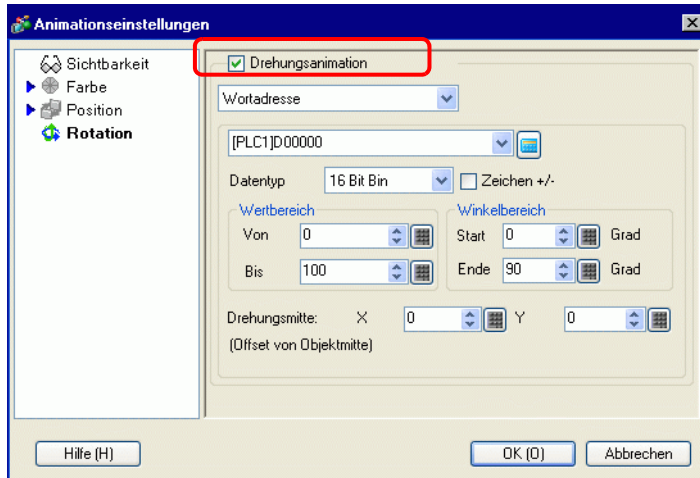 Animationseinstellungen
Sichtbarkeit
Farbe
Position
Rotation
Drehungsanimation
Wortadresse
[PLC1]D00000
Datentyp 16 Bit Bin Zeichen +/-
Wertbereich Winkelbereich
Von 0 Start 0 Grad
Bis 100 Ende 90 Grad
Drehungsmitte: X 0 Y 0
(Offset von Objektmitte)
Hilfe (H) OK (O) Abbrechen